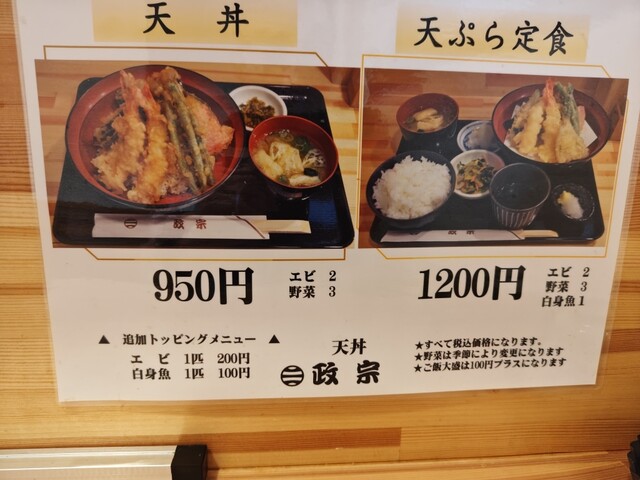 天丼
天ぷら定食
政宗
政宗
950円
エビ 2
野菜 3
1200円
エビ 2
野菜 3
白身魚 1
▲ 追加トッピングメニュー ▲
エビ 1匹 200円
白身魚 1匹 100円
天丼
政宗
★すべて税込価格になります。
★野菜は季節により変更になります
★ご飯大盛は100円プラスになります